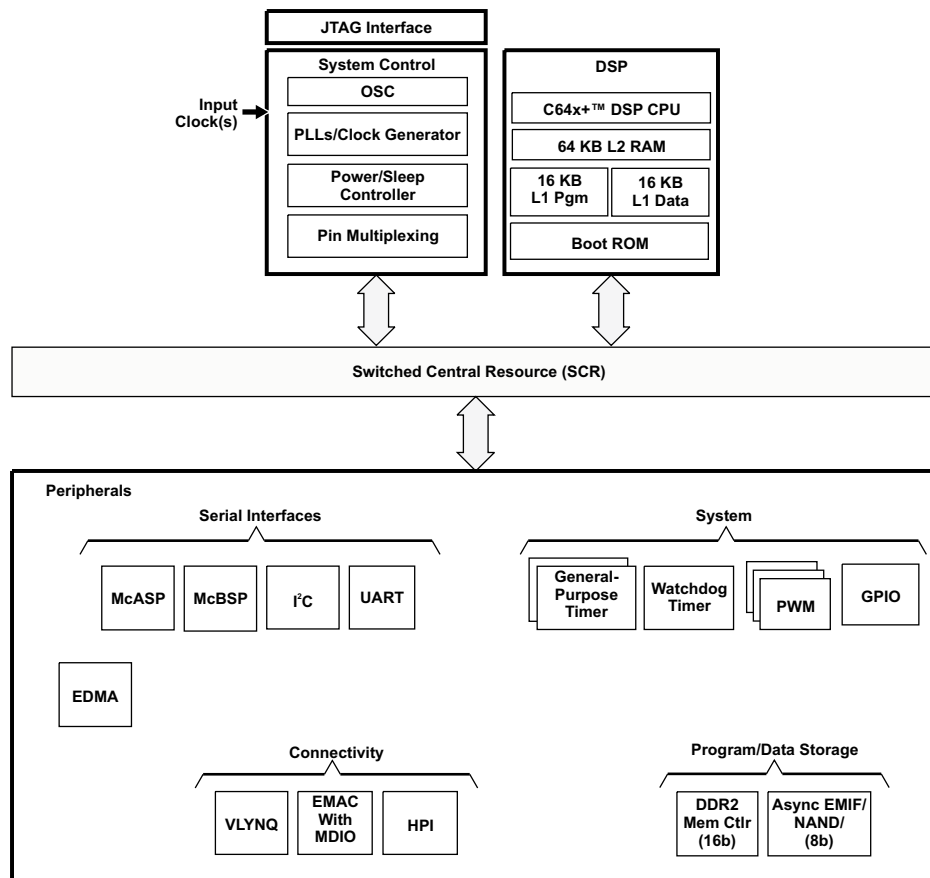 JTAG Interface
System Control
OSC
PLLs/Clock Generator
Power/Sleep
Controller
Pin Multiplexing
Input
Clock(s)
DSP
C64x+™ DSP CPU
64 KB L2 RAM
16 KB
L1 Pgm
16 KB
L1 Data
Boot ROM
Switched Central Resource (SCR)
Peripherals
Serial Interfaces
McASP
McBSP
I²C
UART
System
General-
Purpose
Timer
Watchdog
Timer
PWM
GPIO
EDMA
Connectivity
VLYNQ
EMAC
With
MDIO
HPI
Program/Data Storage
DDR2
Mem Ctlr
(16b)
Async EMIF/
NAND/
(8b)